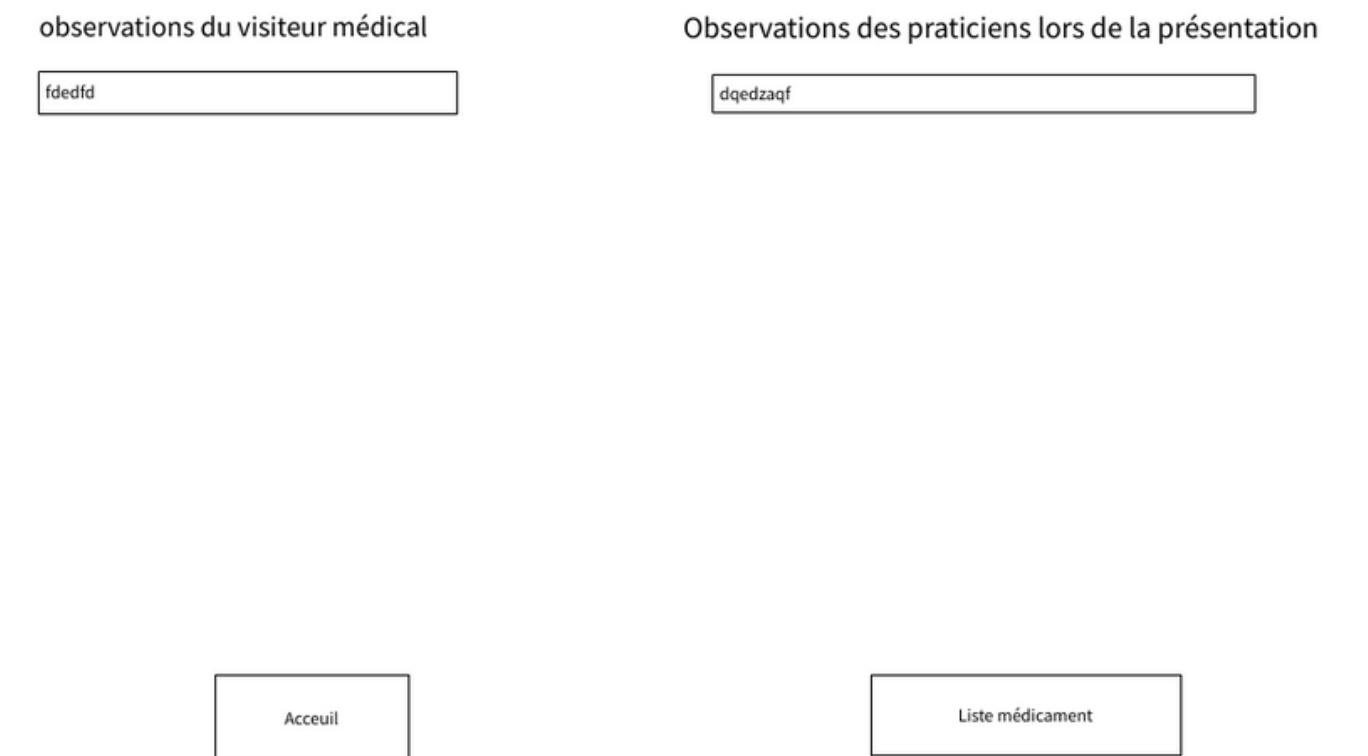 observations du visiteur médical
Observations des praticiens lors de la présentation
fdedfd
dqedzaqf
Acceuil
Liste médicament